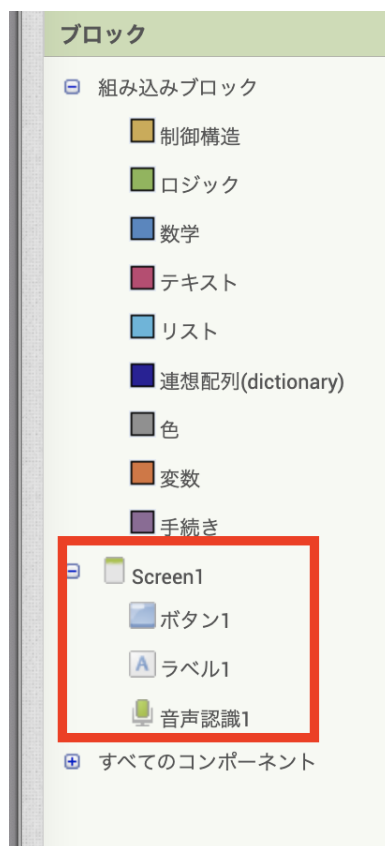 ブロック
組み込みブロック
制御構造
ロジック
数学
テキスト
リスト
連想配列(dictionary)
色
変数
手続き
Screen1
ボタン1
A ラベル1
音声認識1
すべてのコンポーネント